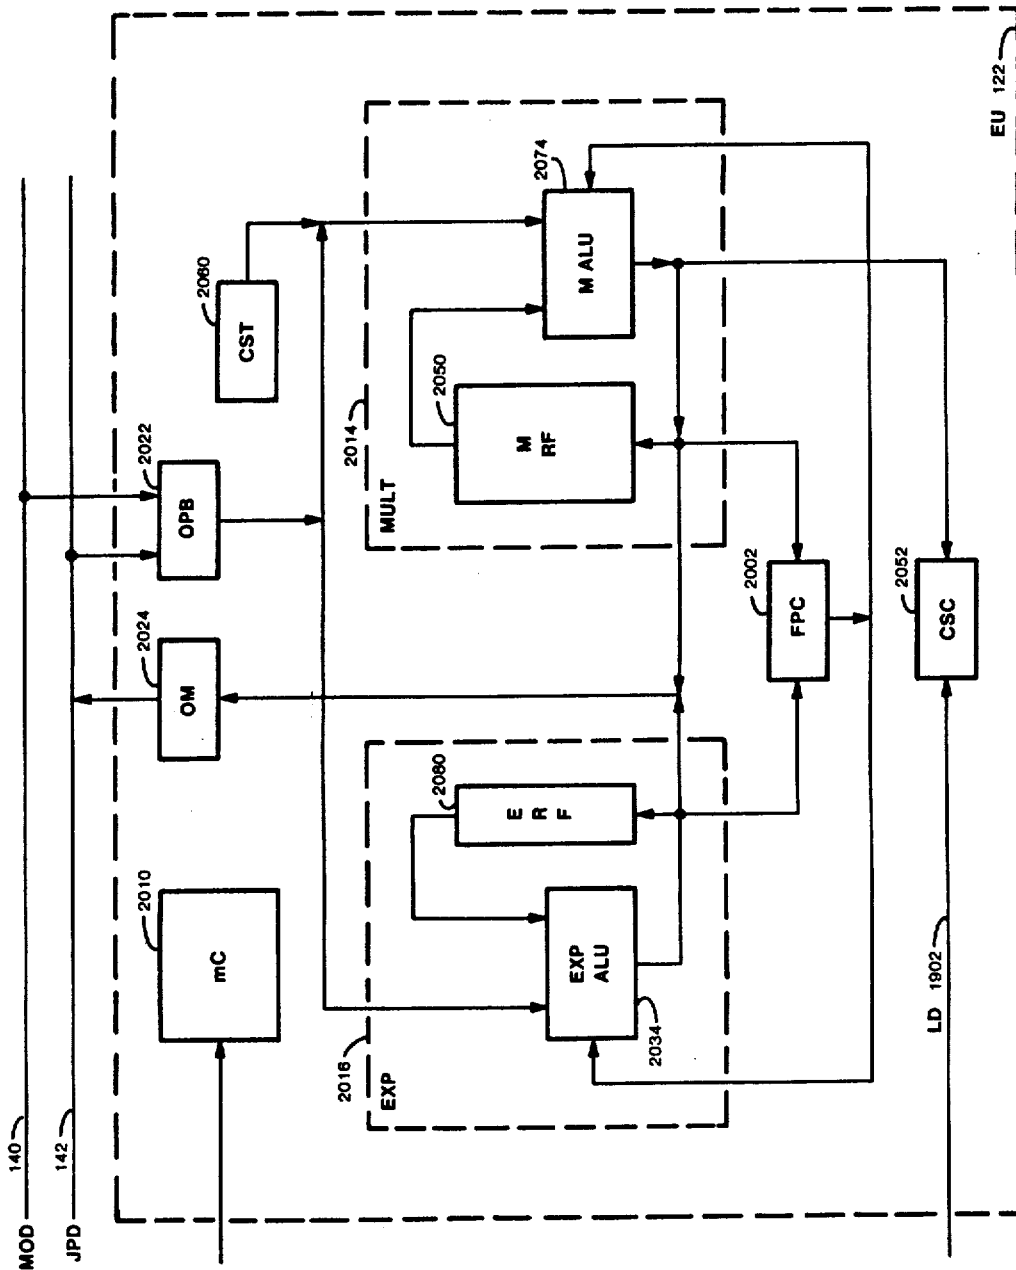 MOD 140
JPD 142
2010
mC
2024
OM
2022
OPB
2060
CST
2016
EXP
2034
EXP
ALU
2080
E
R
F
2014
MULT
2050
M
RF
2074
M ALU
2002
FPC
LD 1902
2052
CSC
EU 122